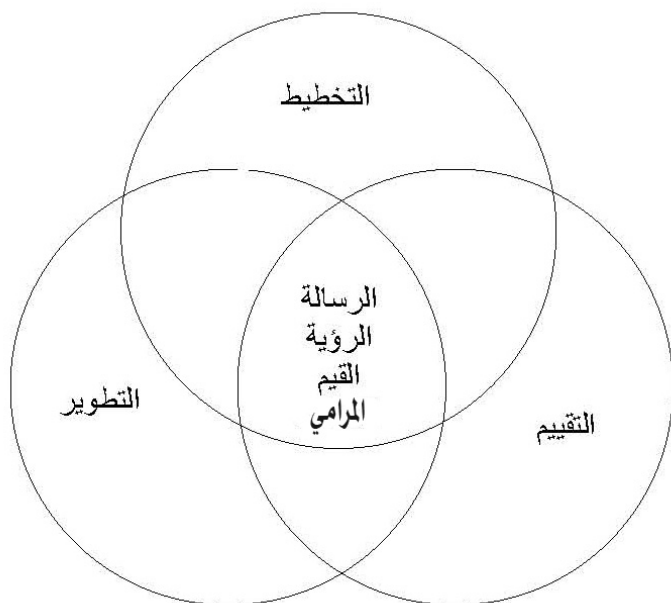 التخطيط
الرسالة
الرؤية
القيم
المرامي
التطوير
التقييم